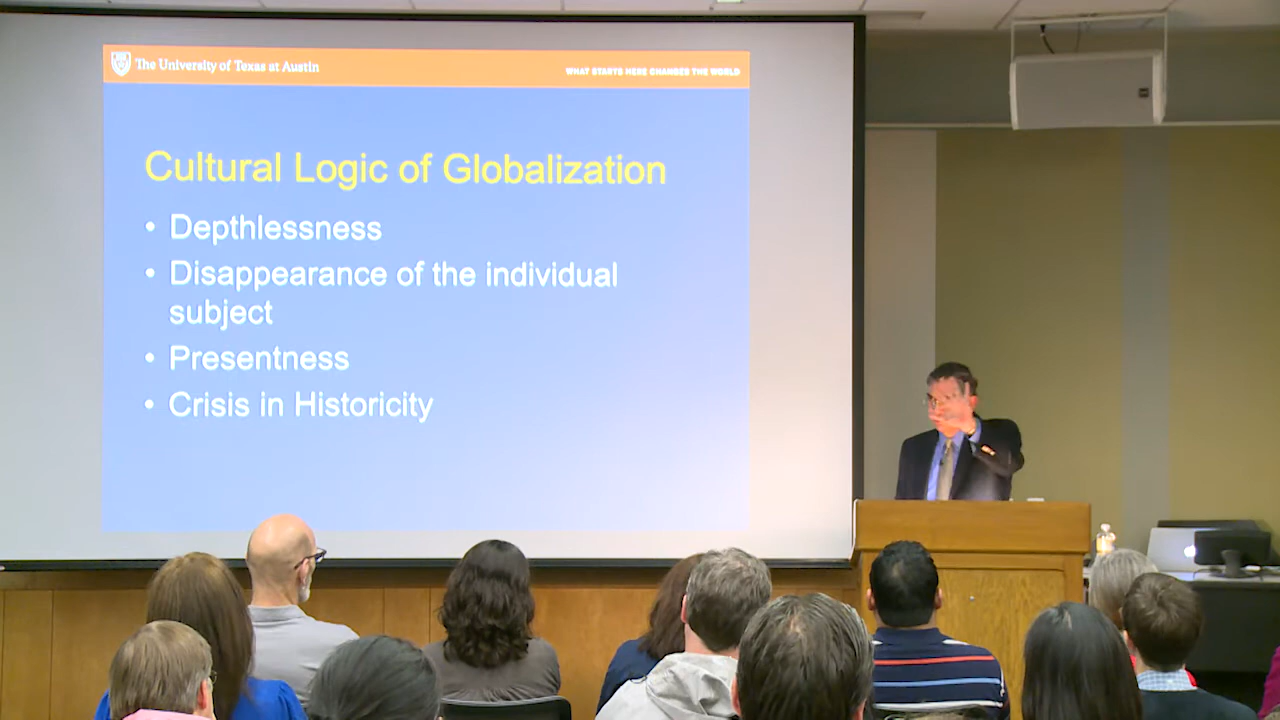 The University of Texas at Austin
WHAT STARTS HERE CHANGES THE WORLD
Cultural Logic of Globalization
• Depthlessness
• Disappearance of the individual
subject
• Presentness
• Crisis in Historicity